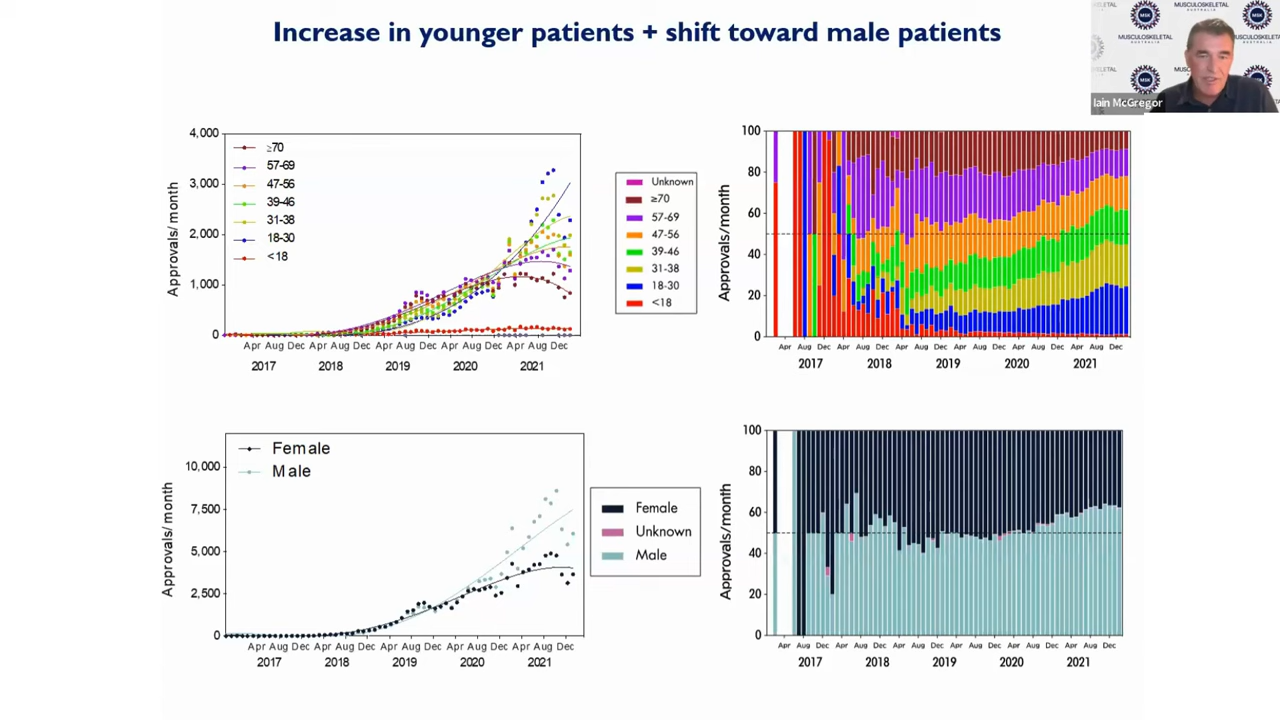 Increase in younger patients + shift toward male patients
MUSCULOSKELETAL
AUSTRALIA
MSK
Iain McGregor
Approvals/month
4,000
3,000
2,000
1,000
0
≥70
57-69
47-56
39-46
31-38
18-30
<18
Apr Aug Dec Apr Aug Dec Apr Aug Dec Apr Aug Dec Apr Aug Dec
2017 2018 2019 2020 2021
Unknown
≥70
57-69
47-56
39-46
31-38
18-30
<18
Approvals/month
100
80
60
40
20
0
Apr Aug Dec Apr Aug Dec Apr Aug Dec Apr Aug Dec Apr Aug Dec
2017 2018 2019 2020 2021
Approvals/month
10,000
7,500
5,000
2,500
0
Female
Male
Apr Aug Dec Apr Aug Dec Apr Aug Dec Apr Aug Dec Apr Aug Dec
2017 2018 2019 2020 2021
Female
Unknown
Male
Approvals/month
100
80
60
40
20
0
Apr Aug Dec Apr Aug Dec Apr Aug Dec Apr Aug Dec Apr Aug Dec
2017 2018 2019 2020 2021